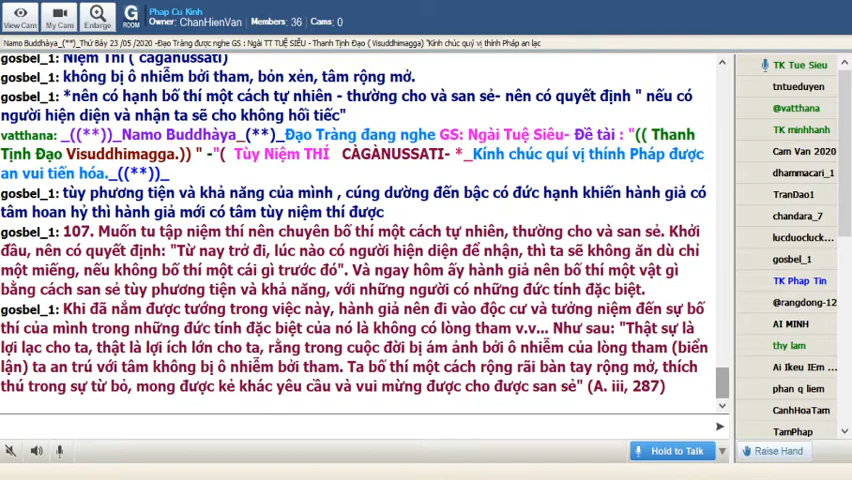 View Cam
My Cam
Enlarge
G
ROOM
Phap Cu Kinh
Owner: ChanHienVan Members: 36 Cams: 0
Namo Buddhàya_(**)_Thứ Bảy 23 /05 /2020 -Đạo Tràng được nghe GS : Ngài TT TUỆ SIÊU - Thanh Tịnh Đạo ( Visuddhimagga) "Kính chúc quý vị thính Pháp an lạc
gosbel_1: Niệm Thí ( càgànussati)
gosbel_1: không bị ô nhiễm bởi tham, bỏn xẻn, tâm rộng mở.
gosbel_1: *nên có hạnh bố thí một cách tự nhiên - thường cho và san sẻ- nên có quyết định " nếu có
người hiện diện và nhận ta sẽ cho không hối tiếc"
vatthana: _((**))_Namo Buddhàya_(**)_Đạo Tràng đang nghe GS: Ngài Tuệ Siêu- Đề tài : "(( Thanh
Tịnh Đạo Visuddhimagga.)) " -"( Tùy Niệm THÍ CÀGÀNUSSATI- *_Kính chúc quí vị thính Pháp được
an vui tiến hóa._((**))_
gosbel_1: tùy phương tiện và khả năng của mình , cúng dường đến bậc có đức hạnh khiến hành giả có
tâm hoan hỷ thì hành giả mới có tâm tùy niệm thí được
gosbel_1: 107. Muốn tu tập niệm thí nên chuyên bố thí một cách tự nhiên, thường cho và san sẻ. Khởi
đầu, nên có quyết định: "Từ nay trở đi, lúc nào có người hiện diện để nhận, thì ta sẽ không ăn dù chỉ
một miếng, nếu không bố thí một cái gì trước đó". Và ngay hôm ấy hành giả nên bố thí một vật gì
bằng cách san sẻ tùy phương tiện và khả năng, với những người có những đức tính đặc biệt.
gosbel_1: Khi đã nắm được tướng trong việc này, hành giả nên đi vào độc cư và tưởng niệm đến sự bố
thí của mình trong những đức tính đặc biệt của nó là không có lòng tham v.v... Như sau: "Thật sự là
lợi lạc cho ta, thật là lợi ích lớn cho ta, rằng trong cuộc đời bị ám ảnh bởi ô nhiễm của lòng tham (biển
lận) ta an trú với tâm không bị ô nhiễm bởi tham. Ta bố thí một cách rộng rãi bàn tay rộng mở, thích
thú trong sự từ bỏ, mong được kẻ khác yêu cầu và vui mừng được cho được san sẻ" (A. iii, 287)
TK Tue Sieu
tntueduyen
@vatthana
TK minhhanh
Cam Van 2020
dhammacari_1
TranDao1
chandara_7
lucduocluck...
gosbel_1
TK Phap Tin
@rangdong-12
AI MINH
thy lam
Ai Ikeu IEm ...
phan q liem
CanhHoaTam
TamPhap
Hold to Talk
Raise Hand